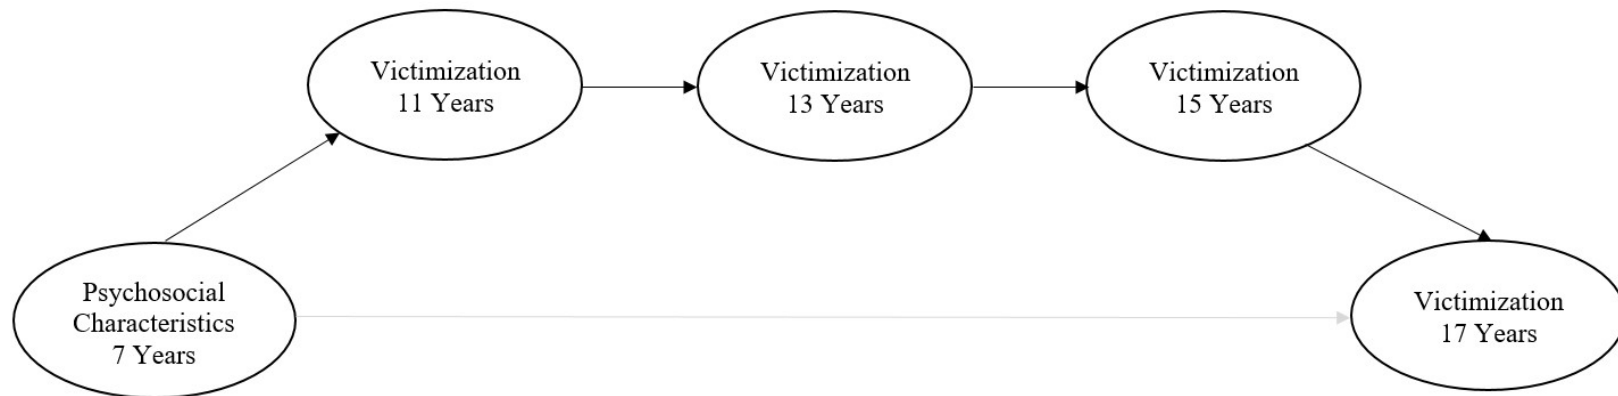 Victimization
11 Years
Victimization
13 Years
Victimization
15 Years
Psychosocial
Characteristics
7 Years
Victimization
17 Years